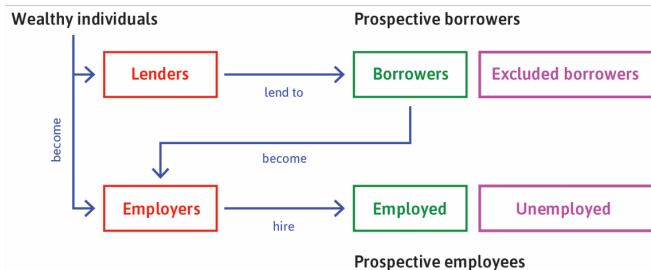 Wealthy individuals
Prospective borrowers
Lenders
lend to
Borrowers
Excluded borrowers
become
become
Employers
hire
Employed
Unemployed
Prospective employees